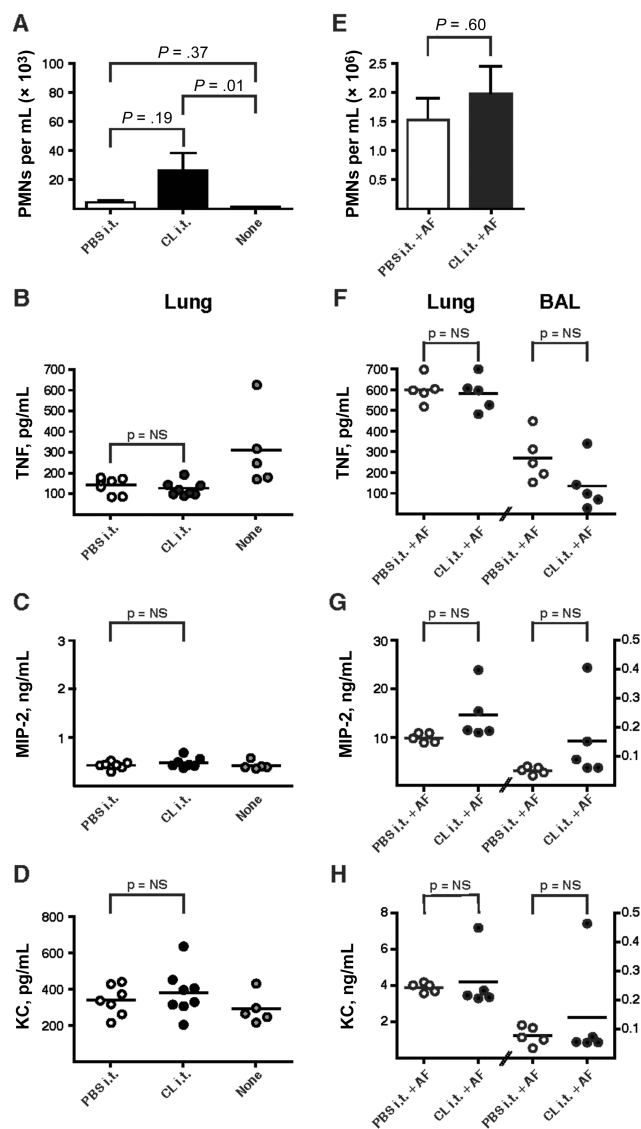 A
PMNs per mL (× 10³)
100
80
60
40
20
P = .37
P = .01
P = .19
PBS i.t.
CL i.t.
None
E
PMNs per mL (× 10⁶)
2.5
2.0
1.5
1.0
0.5
P = .60
PBS i.t. +AF
CL i.t. +AF
B
Lung
TNF, pg/mL
700
600
500
400
300
200
100
p = NS
PBS i.t.
CL i.t.
None
F
Lung
BAL
TNF, pg/mL
700
600
500
400
300
200
100
p = NS
p = NS
PBS i.t. +AF
CL i.t. +AF
PBS i.t. +AF
CL i.t. +AF
C
MIP-2, ng/mL
3
2
1
p = NS
PBS i.t.
CL i.t.
None
G
MIP-2, ng/mL
30
20
10
p = NS
p = NS
0.5
0.4
0.3
0.2
0.1
PBS i.t. +AF
CL i.t. +AF
PBS i.t. +AF
CL i.t. +AF
D
KC, pg/mL
800
600
400
200
p = NS
PBS i.t.
CL i.t.
None
H
KC, ng/mL
8
6
4
2
p = NS
p = NS
0.5
0.4
0.3
0.2
0.1
PBS i.t. +AF
CL i.t. +AF
PBS i.t. +AF
CL i.t. +AF